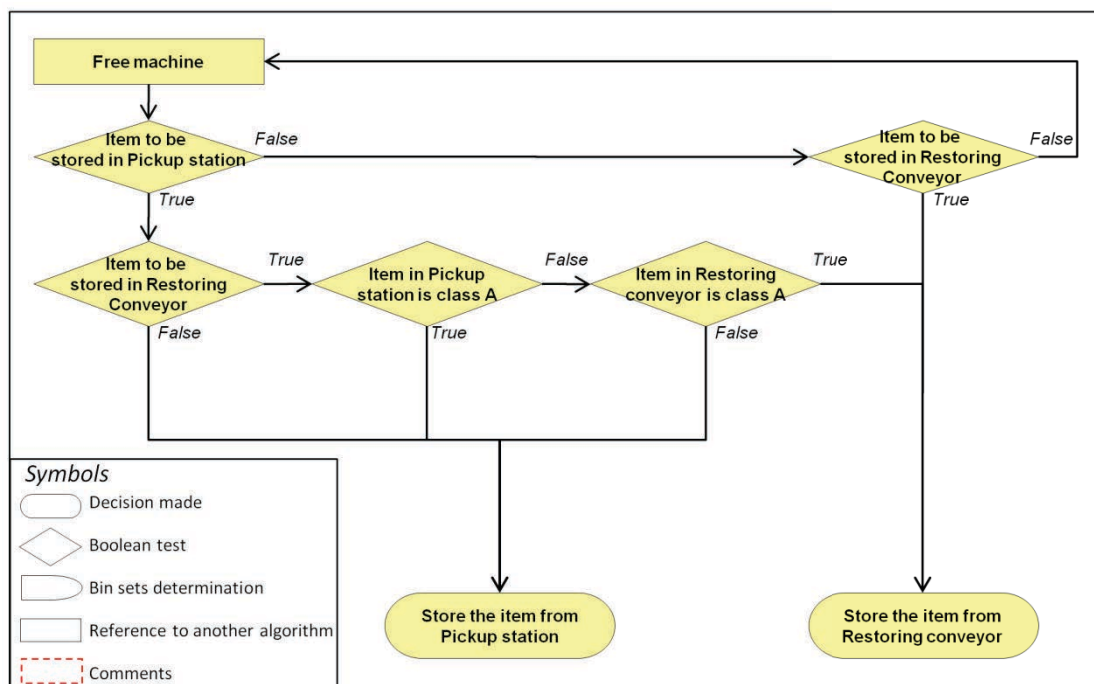 Free machine
Item to be
stored in Pickup station
False
True
Item to be
stored in Restoring
Conveyor
False
True
Item to be
stored in Restoring
Conveyor
True
False
Item in Pickup
station is class A
False
True
Item in Restoring
conveyor is class A
True
False
Store the item from
Pickup station
Store the item from
Restoring conveyor
Symbols
Decision made
Boolean test
Bin sets determination
Reference to another algorithm
Comments